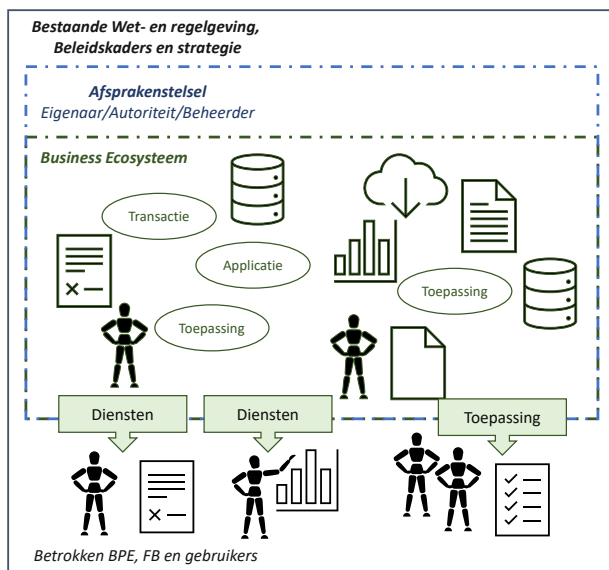 Bestaande Wet- en regelgeving,
Beleidskaders en strategie
Afsprakenstelsel
Eigenaar/Autoriteit/Beheerder
Business Ecosysteem
Transactie
Applicatie
Toepassing
Toepassing
Diensten
Diensten
Toepassing
Betrokken BPE, FB en gebruikers